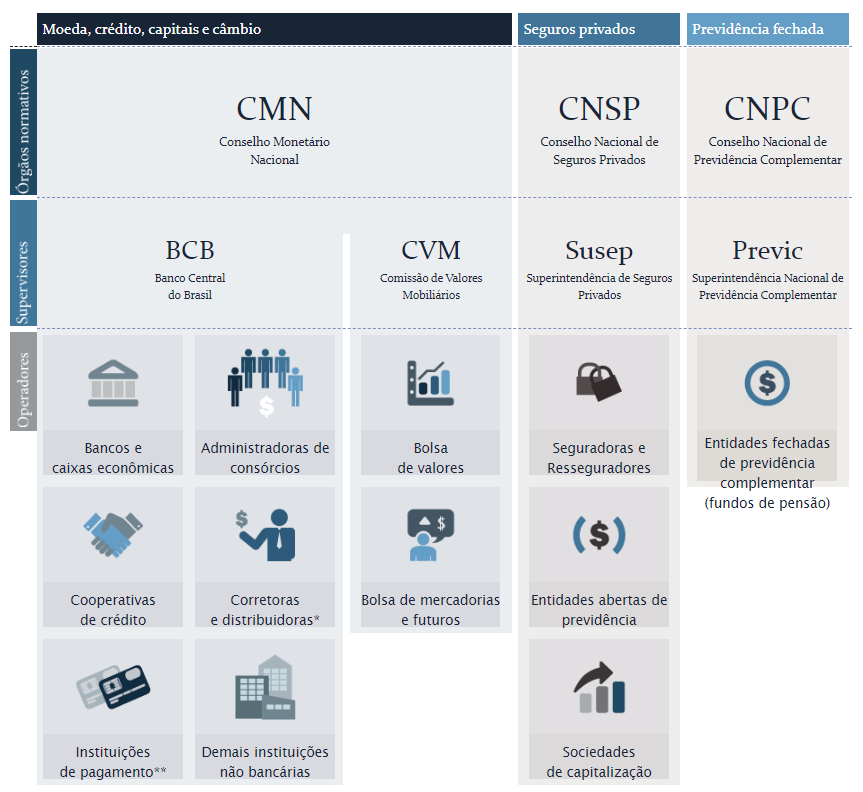 Moeda, crédito, capitais e câmbio
Seguros privados
Previdência fechada
Órgãos normativos
CMN
Conselho Monetário
Nacional
CNSP
Conselho Nacional de
Seguros Privados
CNPC
Conselho Nacional de
Previdência Complementar
Supervisores
BCB
Banco Central
do Brasil
CVM
Comissão de Valores
Mobiliários
Susep
Superintendência de Seguros
Privados
Previc
Superintendência Nacional de
Previdência Complementar
Operadores
Bancos e
caixas econômicas
Administradoras de
consórcios
Bolsa
de valores
Seguradoras e
Resseguradores
Entidades fechadas
de previdência
complementar
(fundos de pensão)
Cooperativas
de crédito
Corretoras
e distribuidoras*
Bolsa de mercadorias
e futuros
Entidades abertas de
previdência
Instituições
de pagamento**
Demais instituições
não bancárias
Sociedades
de capitalização